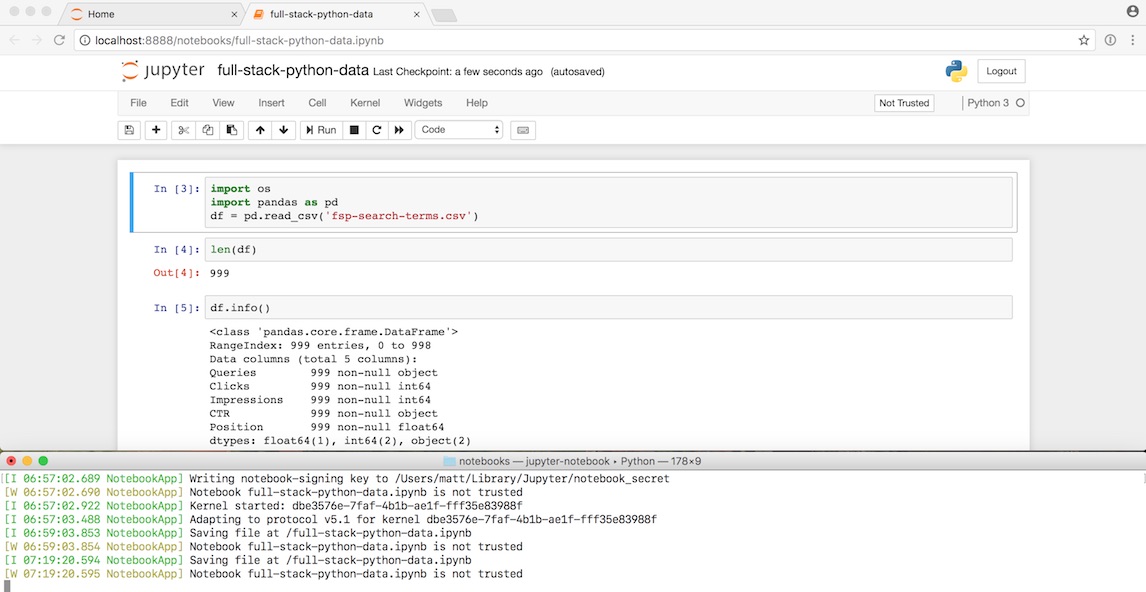 Home
full-stack-python-data
localhost:8888/notebooks/full-stack-python-data.ipynb
jupyter full-stack-python-data Last Checkpoint: a few seconds ago (autosaved)
Logout
File Edit View Insert Cell Kernel Widgets Help
Not Trusted
Python 3
Run
Code
In [3]: import os
import pandas as pd
df = pd.read_csv('fsp-search-terms.csv')
In [4]: len(df)
Out[4]: 999
In [5]: df.info()
<class 'pandas.core.frame.DataFrame'>
RangeIndex: 999 entries, 0 to 998
Data columns (total 5 columns):
Queries 999 non-null object
Clicks 999 non-null int64
Impressions 999 non-null int64
CTR 999 non-null object
Position 999 non-null float64
dtypes: float64(1), int64(2), object(2)
notebooks — jupyter-notebook • Python — 178×9
[I 06:57:02.689 NotebookApp] Writing notebook-signing key to /Users/matt/Library/Jupyter/notebook_secret
[W 06:57:02.690 NotebookApp] Notebook full-stack-python-data.ipynb is not trusted
[I 06:57:02.922 NotebookApp] Kernel started: dbe3576e-7faf-4b1b-ae1f-fff35e83988f
[I 06:57:03.488 NotebookApp] Adapting to protocol v5.1 for kernel dbe3576e-7faf-4b1b-ae1f-fff35e83988f
[I 06:59:03.853 NotebookApp] Saving file at /full-stack-python-data.ipynb
[W 06:59:03.854 NotebookApp] Notebook full-stack-python-data.ipynb is not trusted
[I 07:19:20.594 NotebookApp] Saving file at /full-stack-python-data.ipynb
[W 07:19:20.595 NotebookApp] Notebook full-stack-python-data.ipynb is not trusted